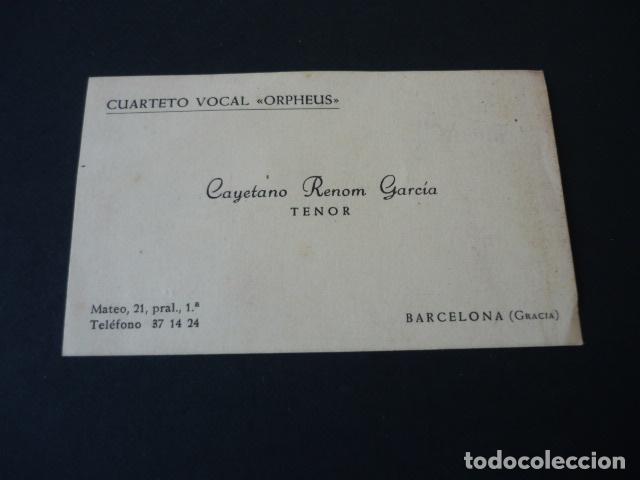 CUARTETO VOCAL «ORPHEUS»
Cayetano Renom García
TENOR
Mateo, 21, pral., 1.ª
Teléfono 37 14 24
BARCELONA (GRACIA)
todocoleccion